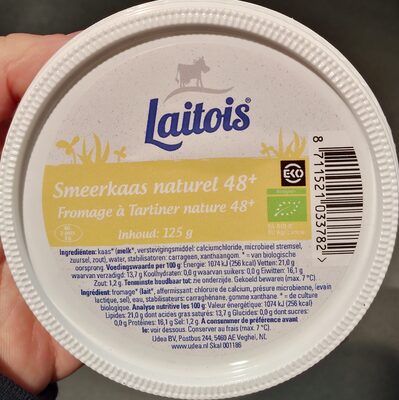 Laitois®
Smeerkaas naturel 48+
Fromage à Tartiner nature 48+
inhoud: 125 g
EKO
8 711521 033782 >
Ingrediënten: kaas* (melk*, verstevigingsmiddel: calciumchloride, microbieel stremsel,
zuursel, zout), water, stabilisatoren: carrageen, xanthaangom. * = van biologische
oorsprong. Voedingswaarde per 100 g: Energie: 1074 kJ (256 kcal) Vetten: 21,0 g
waarvan verzadigd: 13,7 g Koolhydraten: 0,0 g waarvan suikers: 0,0 g Eiwitten: 16,1 g
Zout: 1,2 g. Tenminste houdbaar tot: zie onderzijde. Gekoeld bewaren (max. 7 °C).
Ingrédient: fromage* (lait*, affermissant: chlorure de calcium, présure microbienne, levain
lactique, sel), eau, stabilisateurs: carraghénane, gomme xanthane. * = de culture
biologique. Analyse nutritive les 100 g: Valeur énergétique: 1074 kJ (256 kcal)
Lipides: 21,0 g dont acides gras saturés: 13,7 g Glucides: 0,0 g dont sucres:
0,0 g Protéines: 16,1 g Sel: 1,2 g. A consommer de préférence avant
le: voir dessous. Conserver au frais (max. 7 °C).
Udea BV, Postbus 244, 5460 AE Veghel, NL
www.udea.nl Skal 001186